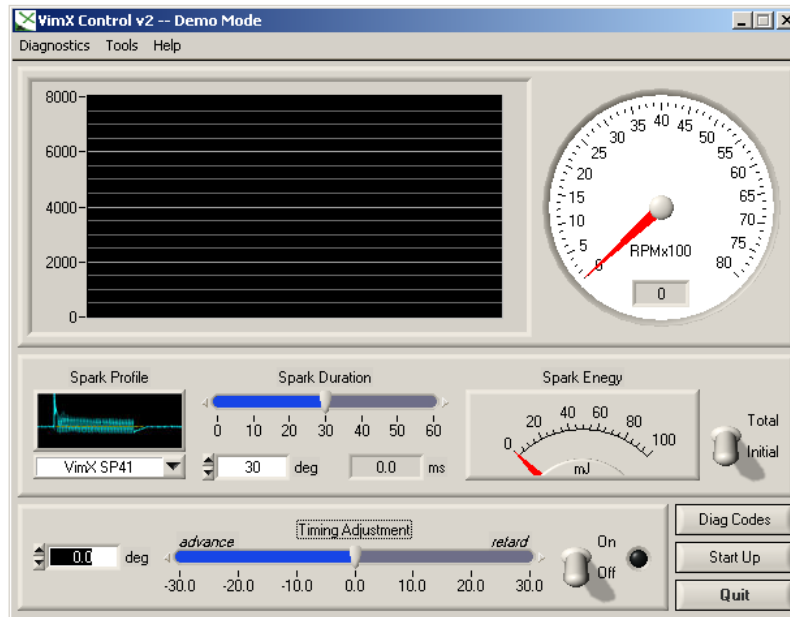 VimX Control v2 -- Demo Mode
Diagnostics Tools Help
8000
6000
4000
2000
0
0 5 10 15 20 25 30 35 40 45 50 55 60 65 70 75 80
RPMx100
0
Spark Profile
VimX SP41
Spark Duration
0 10 20 30 40 50 60
30 deg 0.0 ms
Spark Enegy
0 20 40 60 80 100
mJ
Total
Initial
Timing Adjustment
advance retard
0.0 deg
-30.0 -20.0 -10.0 0.0 10.0 20.0 30.0
On
Off
Diag Codes
Start Up
Quit